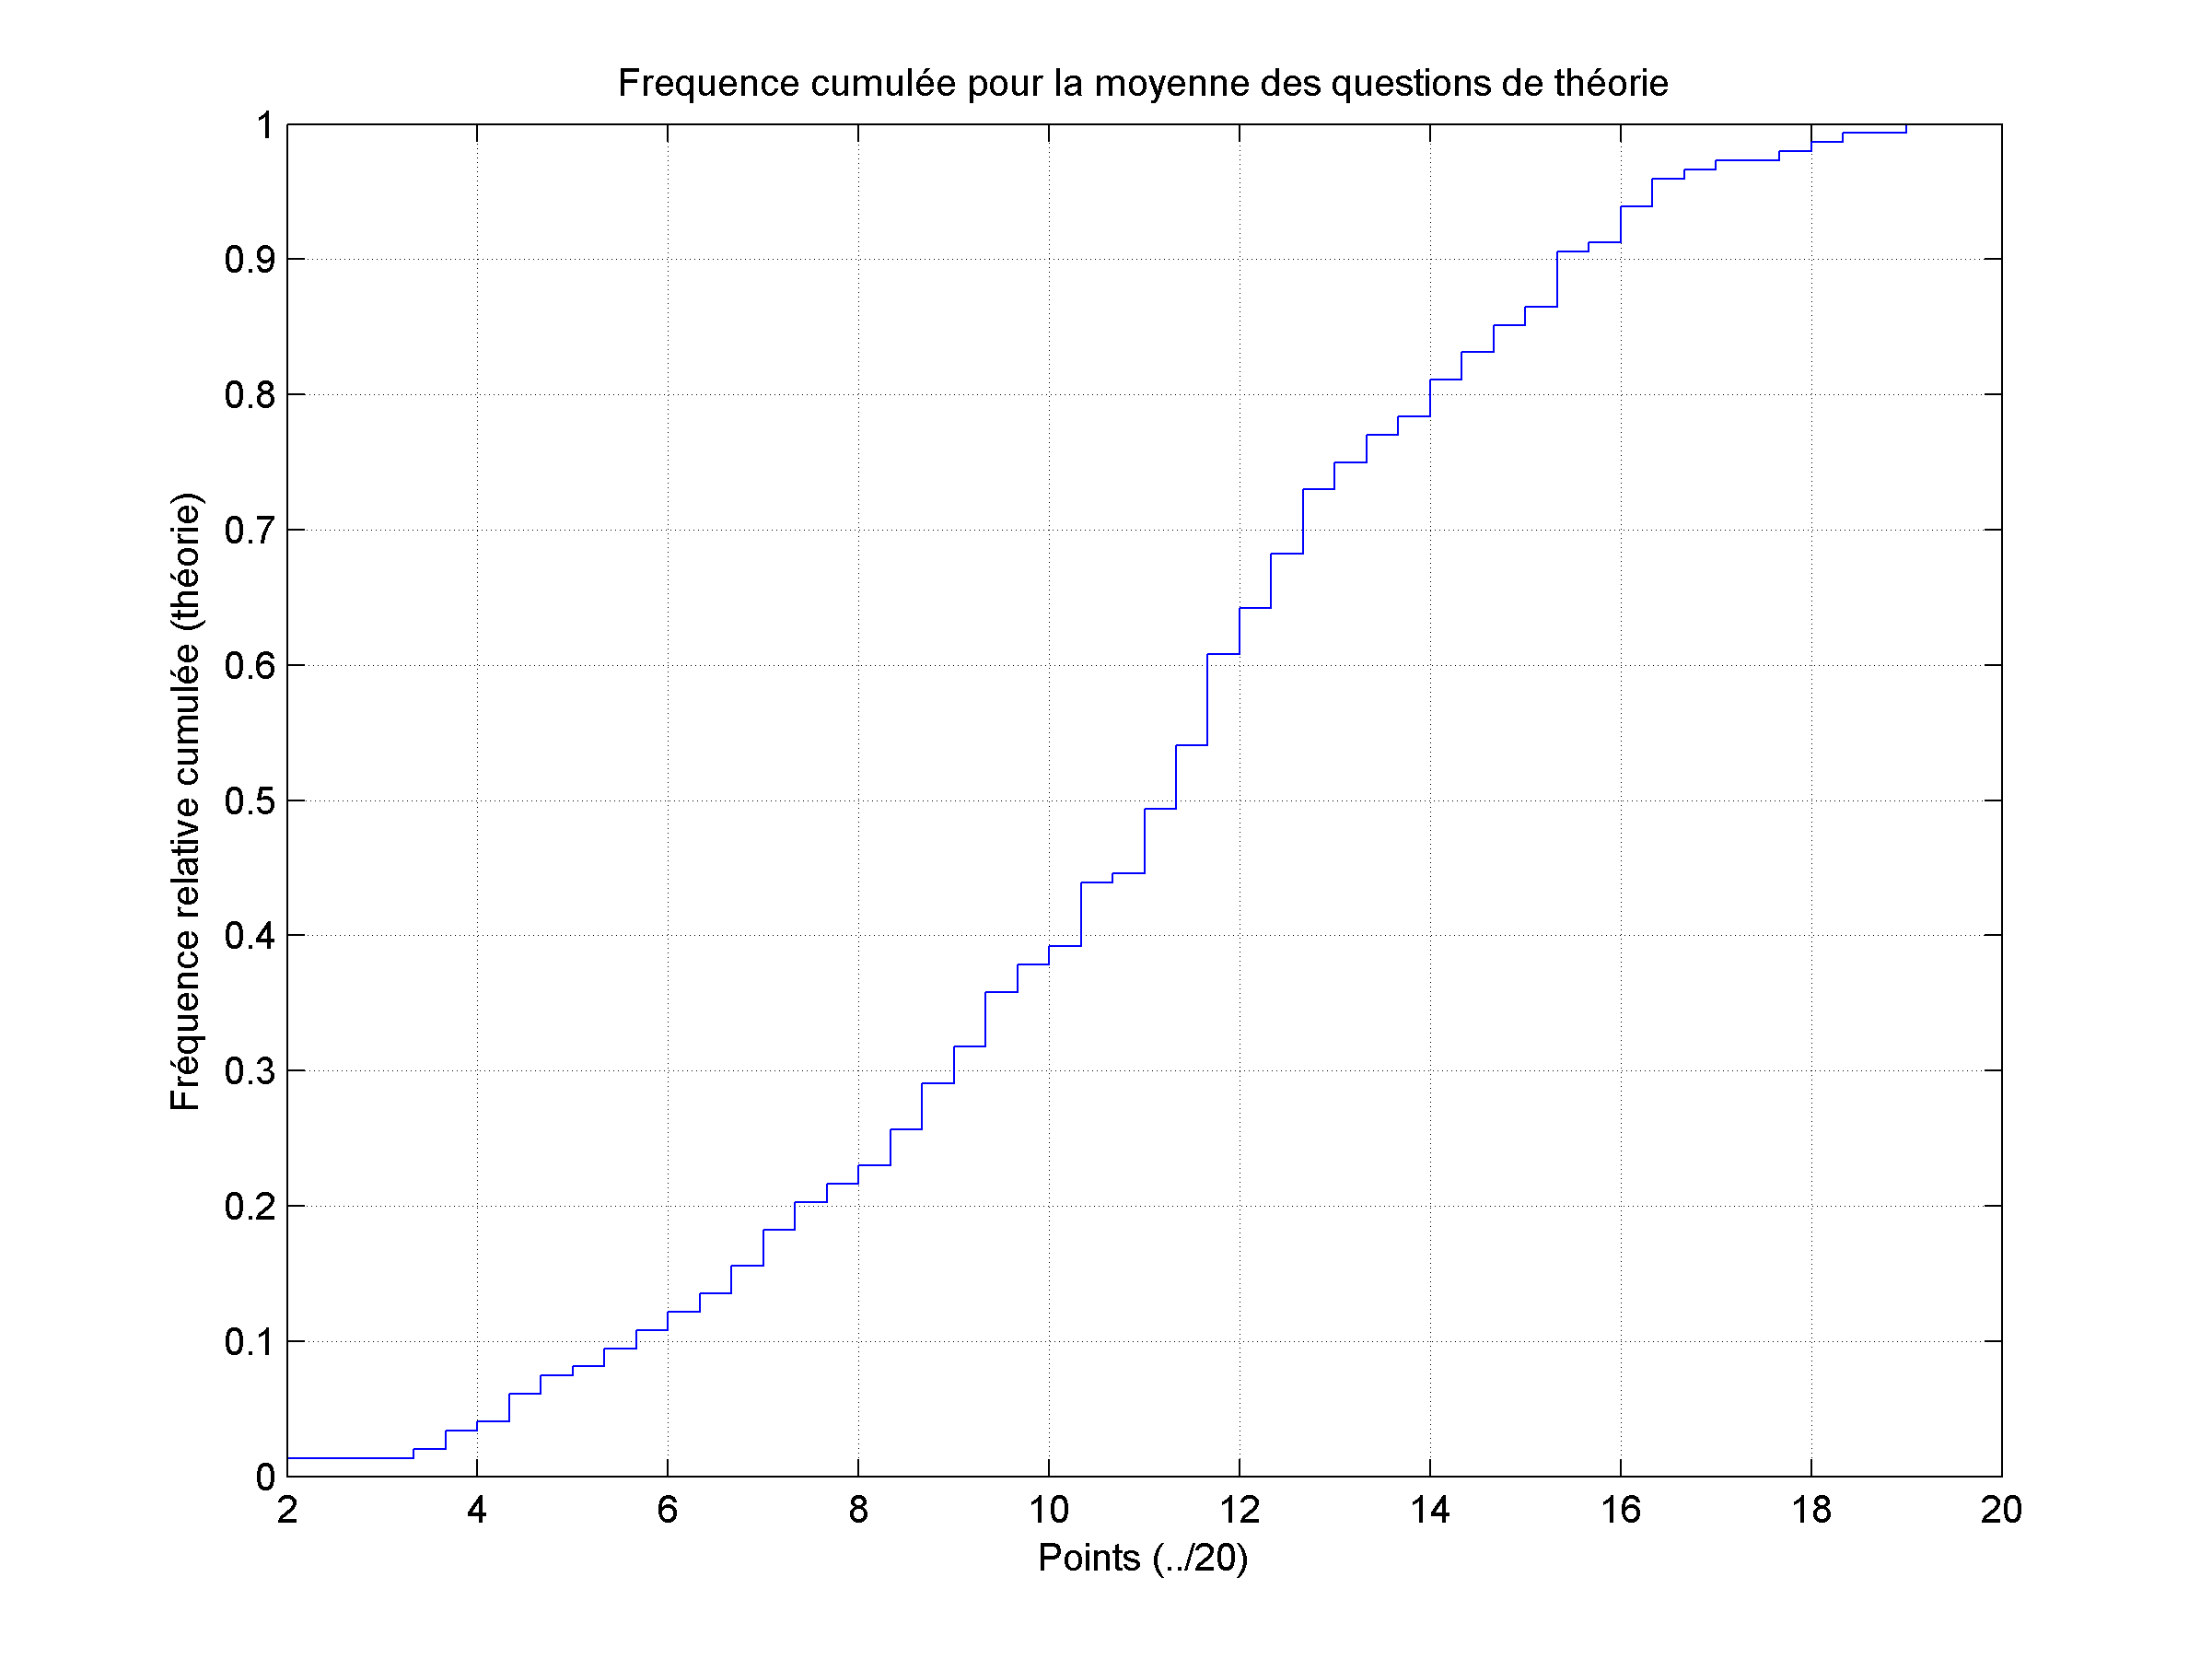 Frequence cumulée pour la moyenne des questions de théorie
1
0.9
0.8
0.7
0.6
0.5
0.4
0.3
0.2
0.1
0
Fréquence relative cumulée (théorie)
2 4 6 8 10 12 14 16 18 20
Points (../20)